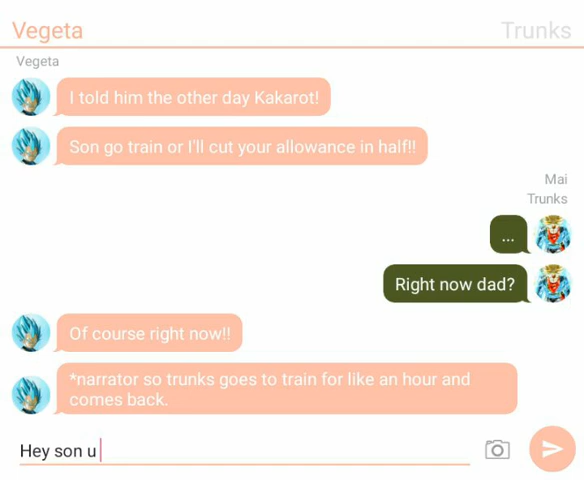 Vegeta
Trunks
Vegeta
I told him the other day Kakarot!
Son go train or I'll cut your allowance in half!!
Mai
Trunks
...
Right now dad?
Of course right now!!
*narrator so trunks goes to train for like an hour and
comes back.
Hey son u